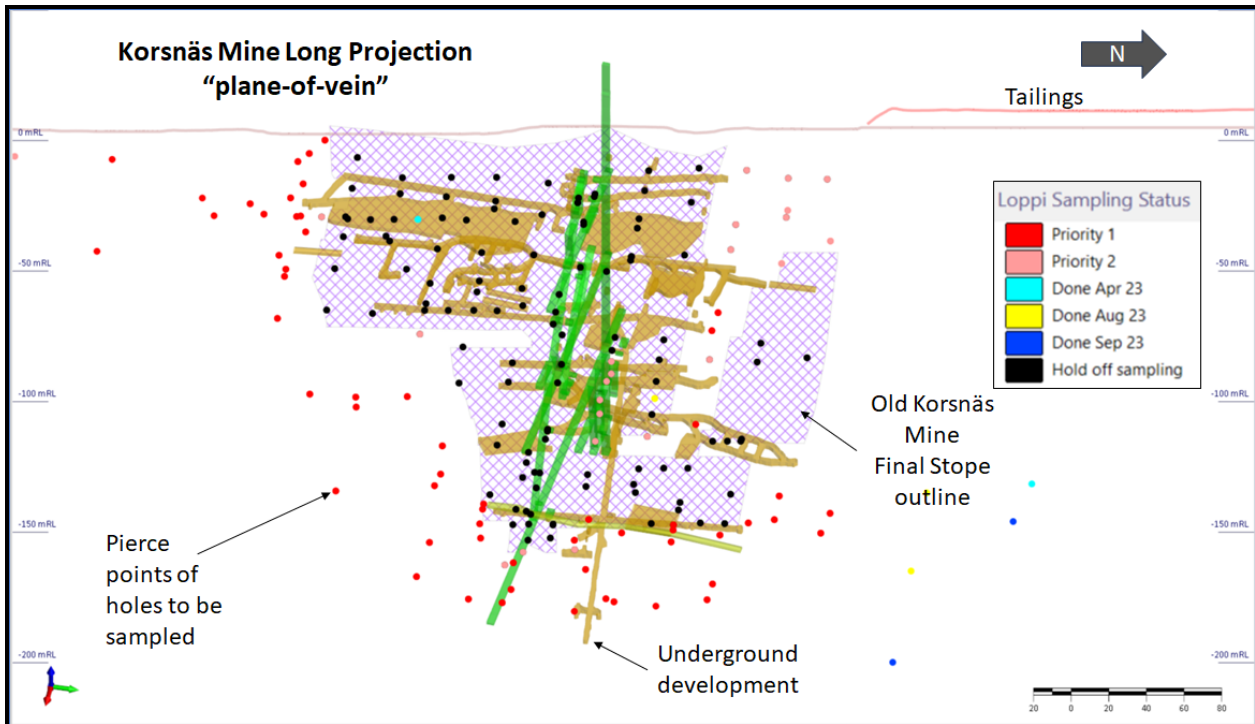 Korsnäs Mine Long Projection
“plane-of-vein”
N
Tailings
0 mRL
0 mRL
-50 mRL
-50 mRL
-100 mRL
-100 mRL
-150 mRL
-150 mRL
-200 mRL
-200 mRL
Loppi Sampling Status
Priority 1
Priority 2
Done Apr 23
Done Aug 23
Done Sep 23
Hold off sampling
Old Korsnäs
Mine
Final Stope
outline
Pierce
points of
holes to be
sampled
Underground
development
20 0 20 40 60 80